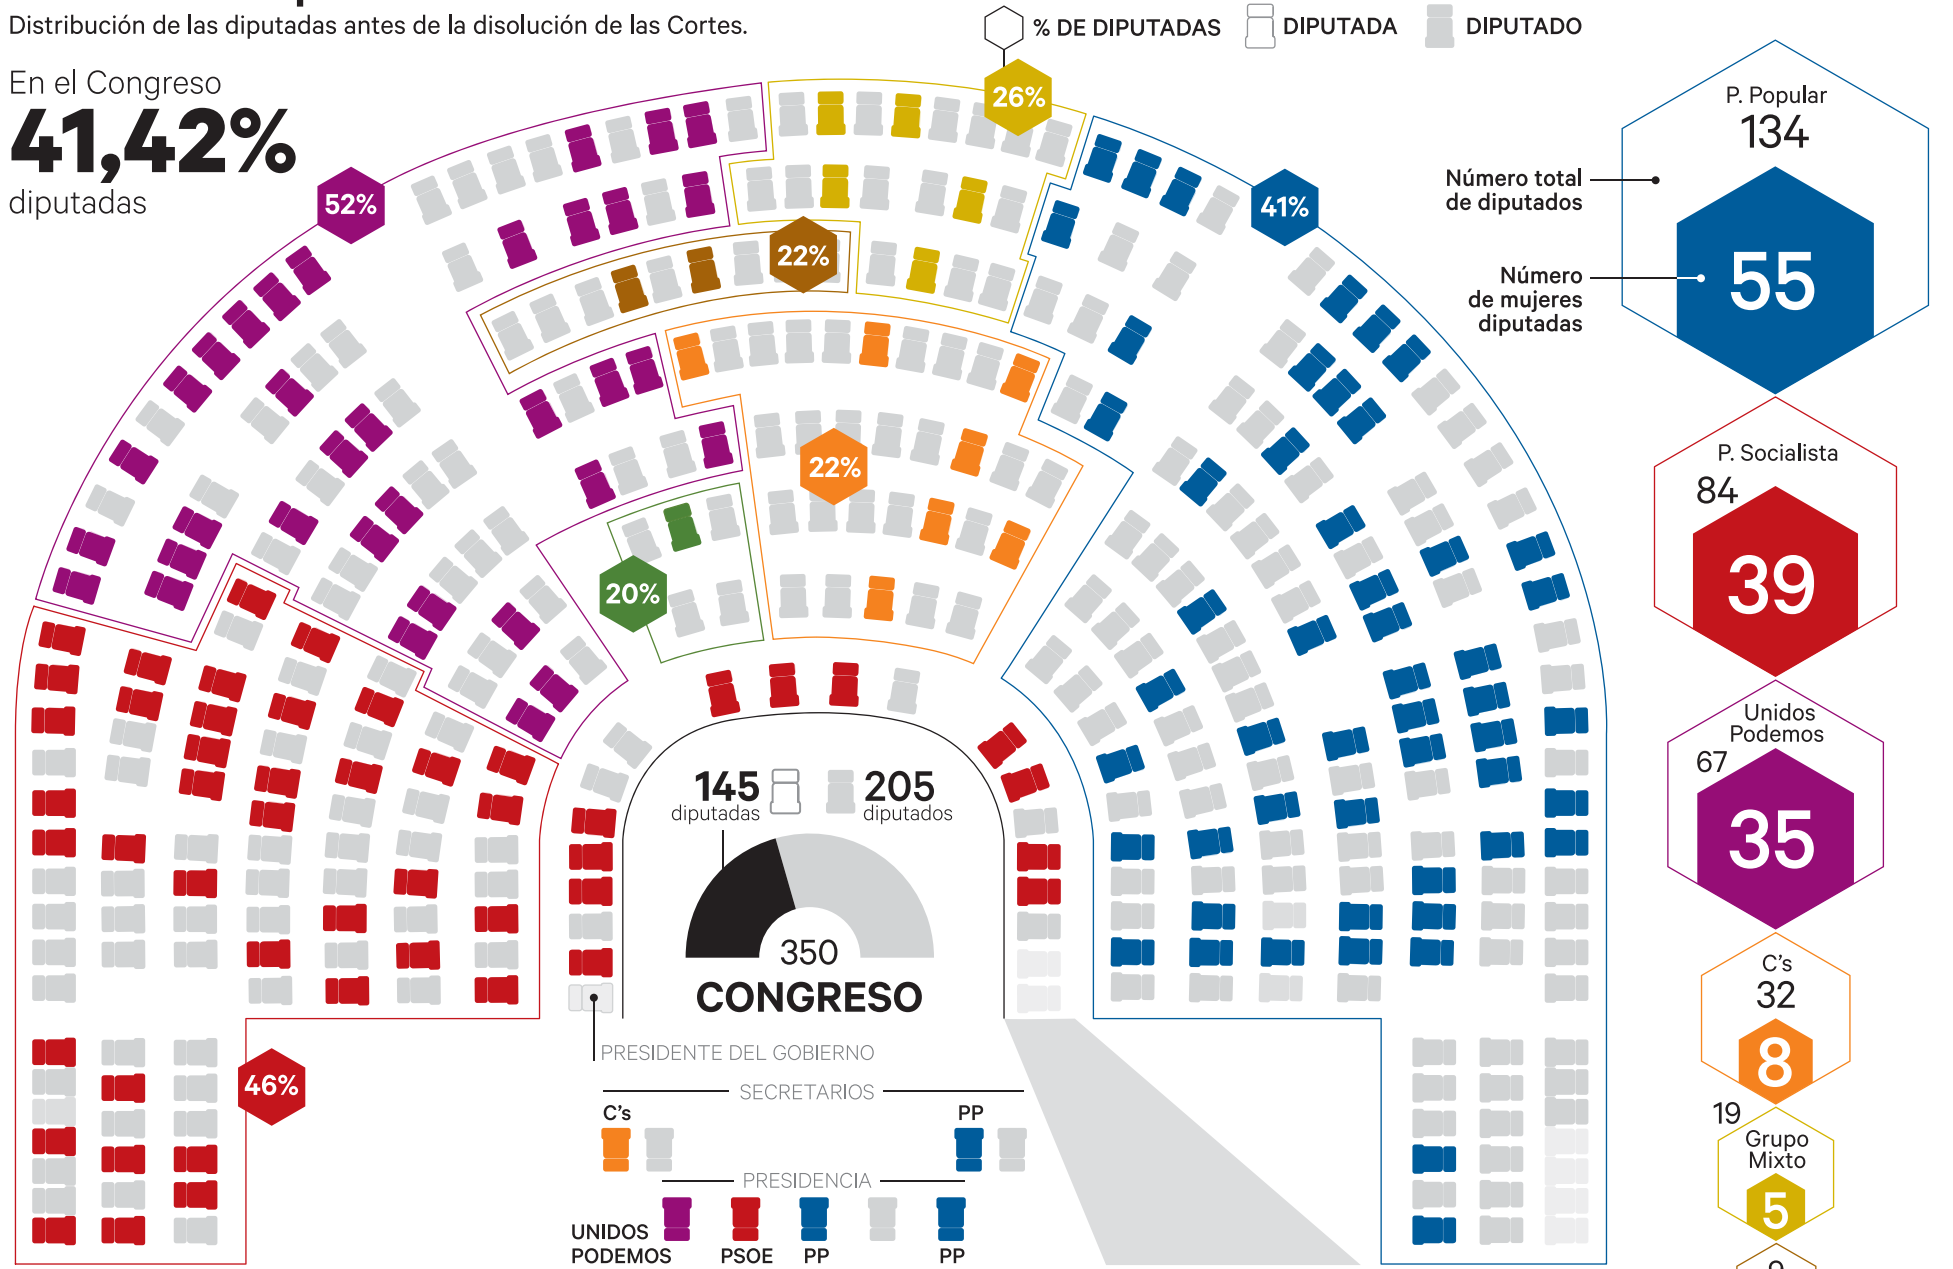 Distribución de las diputadas antes de la disolución de las Cortes.
% DE DIPUTADAS
DIPUTADA
DIPUTADO
En el Congreso
41,42%
diputadas
52%
26%
41%
22%
22%
20%
46%
P. Popular
134
55
Número total
de diputados
Número
de mujeres
diputadas
P. Socialista
84
39
Unidos
Podemos
67
35
C's
32
8
19
Grupo
Mixto
5
9
145
diputadas
205
diputados
350
CONGRESO
PRESIDENTE DEL GOBIERNO
SECRETARIOS
C's
PP
PRESIDENCIA
UNIDOS
PODEMOS
PSOE
PP
PP